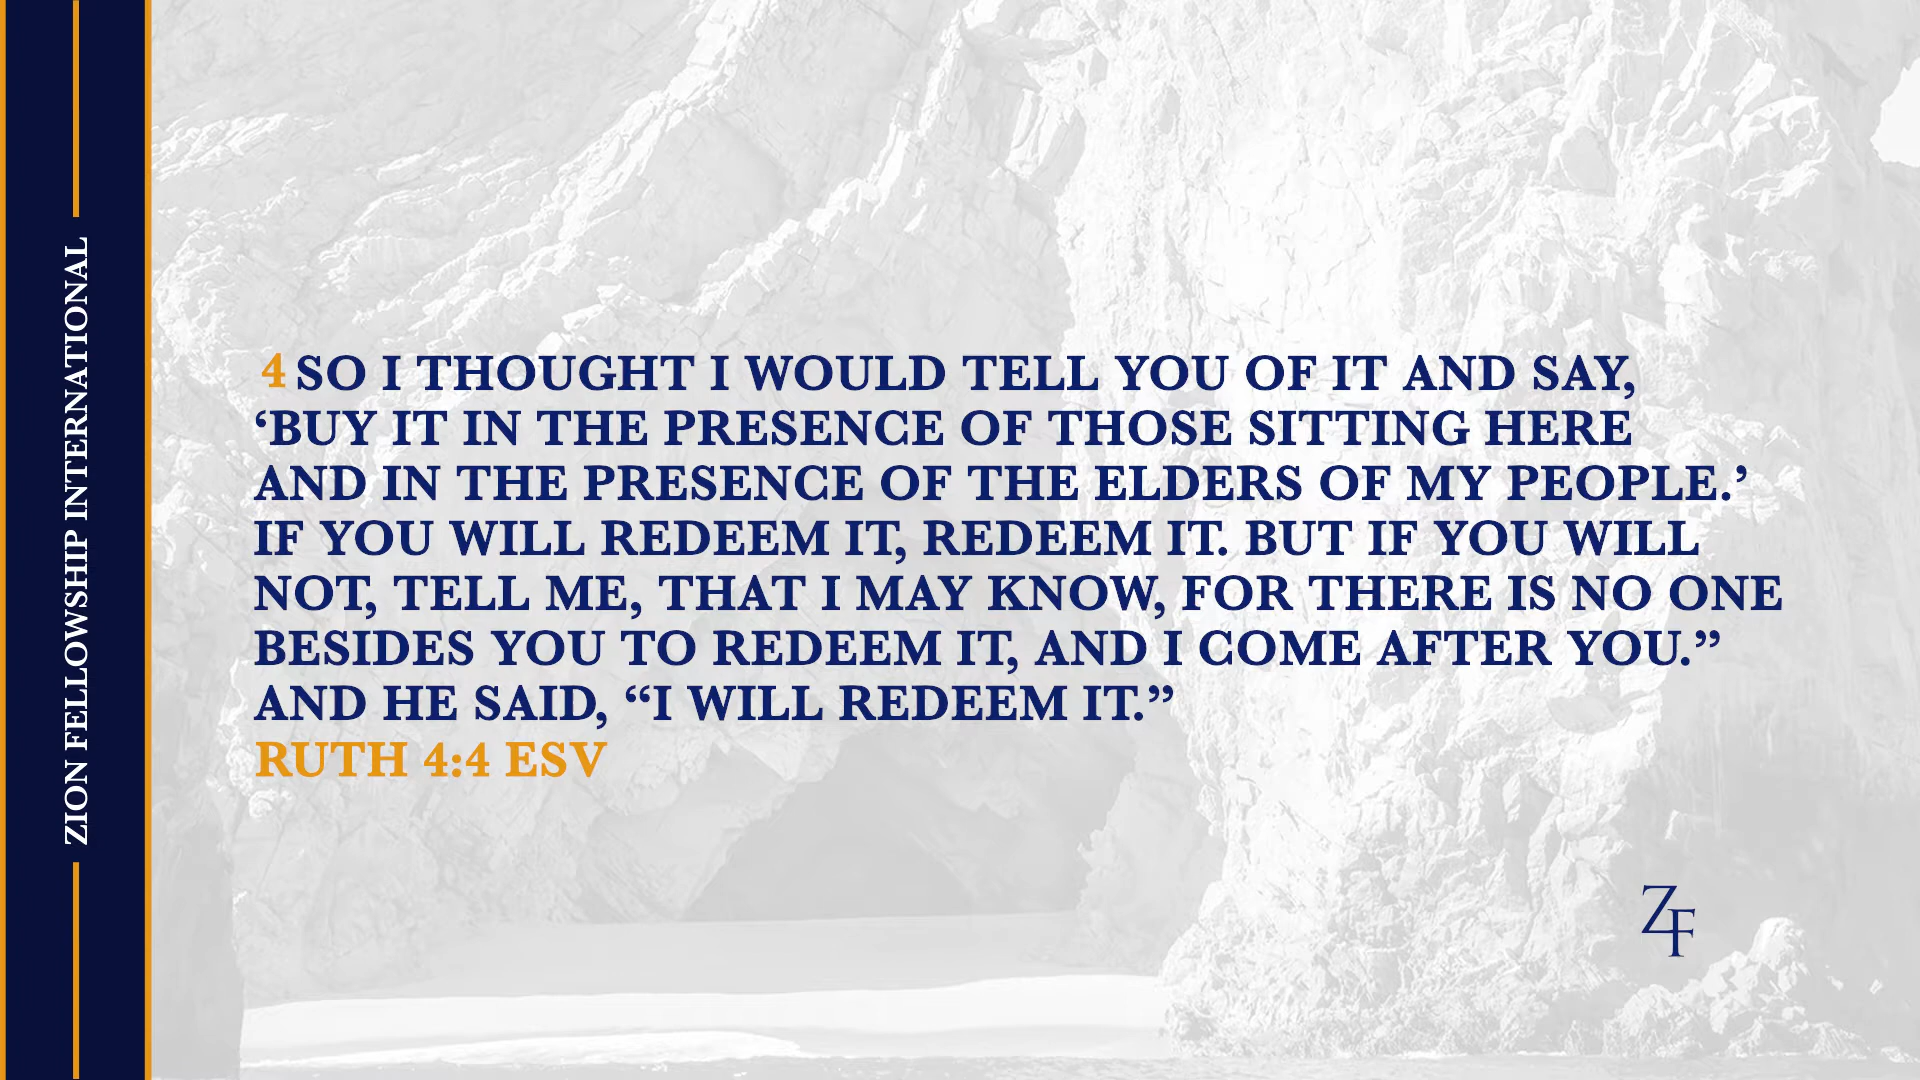 ZION FELLOWSHIP INTERNATIONAL
4 SO I THOUGHT I WOULD TELL YOU OF IT AND SAY,
‘BUY IT IN THE PRESENCE OF THOSE SITTING HERE
AND IN THE PRESENCE OF THE ELDERS OF MY PEOPLE.’
IF YOU WILL REDEEM IT, REDEEM IT. BUT IF YOU WILL
NOT, TELL ME, THAT I MAY KNOW, FOR THERE IS NO ONE
BESIDES YOU TO REDEEM IT, AND I COME AFTER YOU.”
AND HE SAID, “I WILL REDEEM IT.”
RUTH 4:4 ESV
ZF